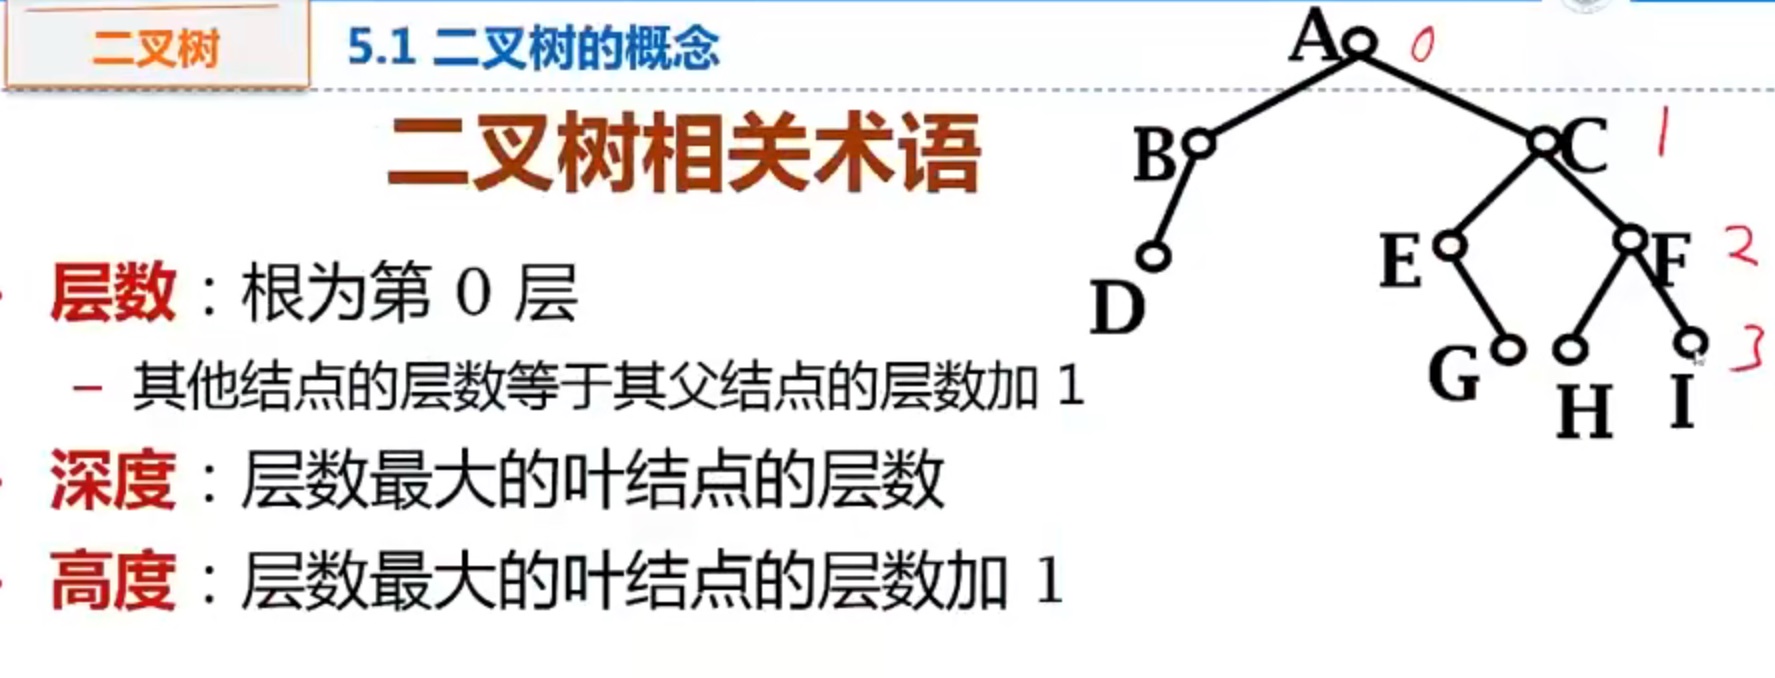 二叉树
5.1 二叉树的概念
二叉树相关术语
层数：根为第 0 层
– 其他结点的层数等于其父结点的层数加 1
深度：层数最大的叶结点的层数
高度：层数最大的叶结点的层数加 1
A 0
B C 1
D E F 2
G H I 3